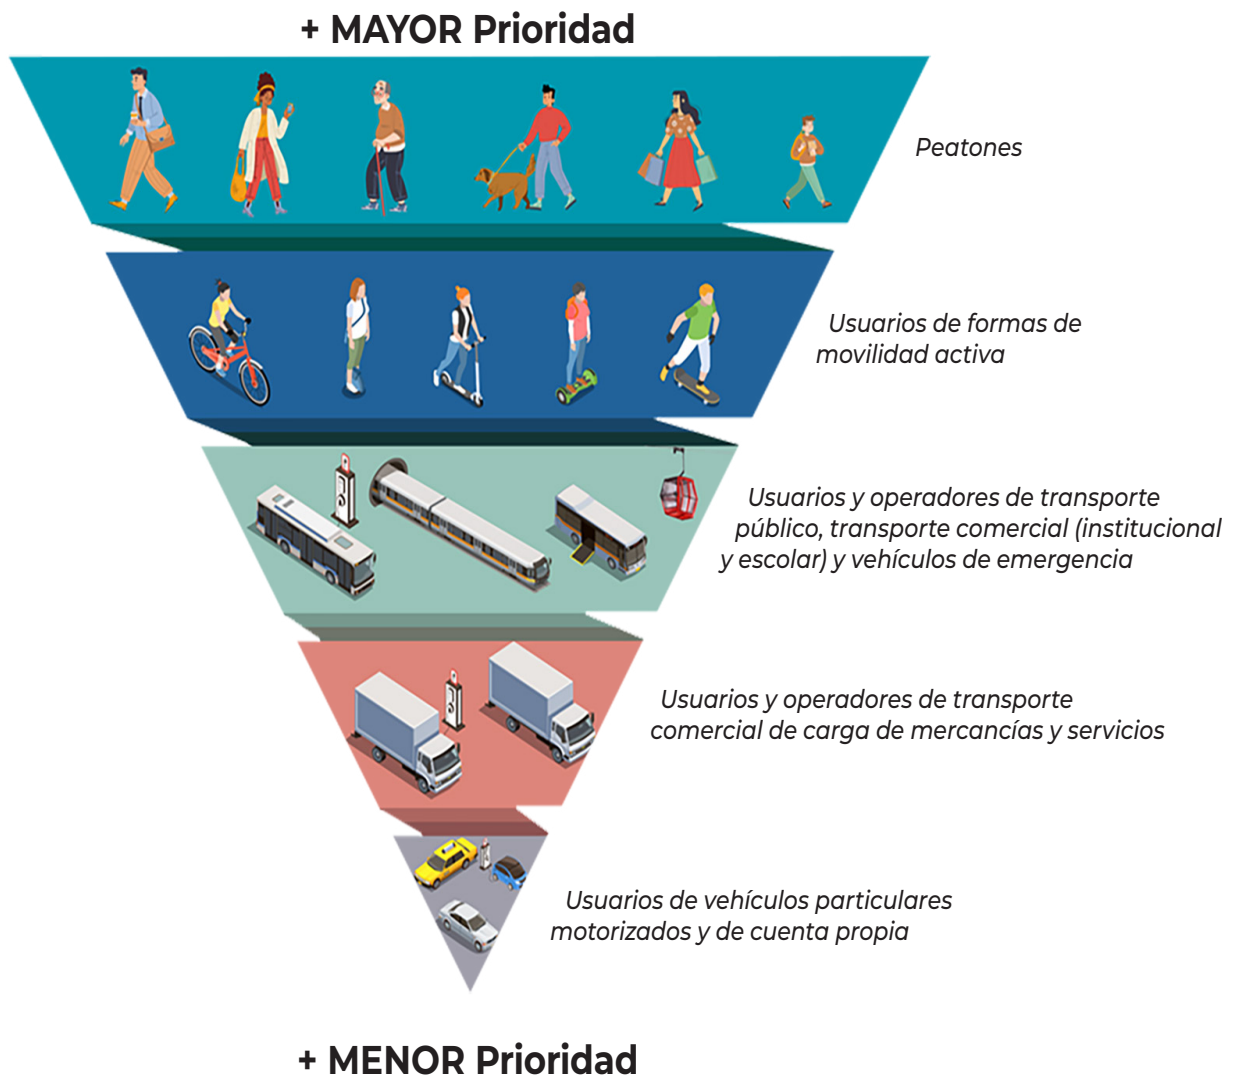 + MAYOR Prioridad
Peatones
Usuarios de formas de
movilidad activa
Usuarios y operadores de transporte
público, transporte comercial (institucional
y escolar) y vehículos de emergencia
Usuarios y operadores de transporte
comercial de carga de mercancías y servicios
Usuarios de vehículos particulares
motorizados y de cuenta propia
+ MENOR Prioridad